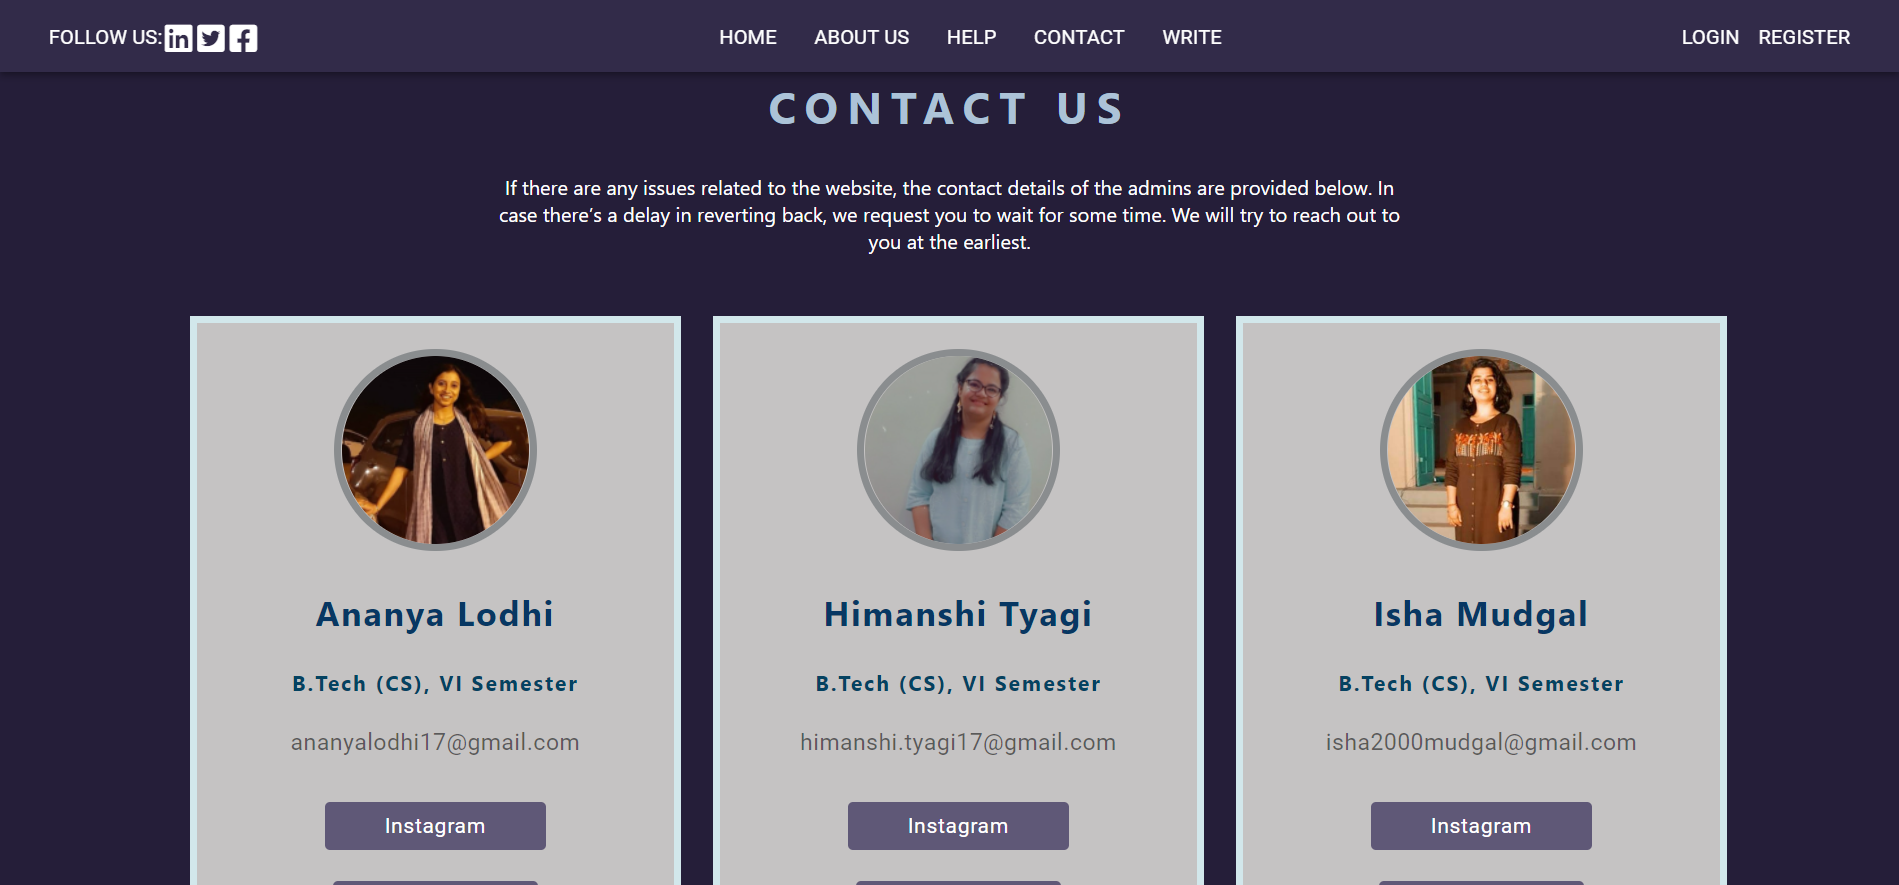 FOLLOW US:
HOME ABOUT US HELP CONTACT WRITE
LOGIN REGISTER
CONTACT US
If there are any issues related to the website, the contact details of the admins are provided below. In
case there's a delay in reverting back, we request you to wait for some time. We will try to reach out to
you at the earliest.
Ananya Lodhi
B.Tech (CS), VI Semester
ananyalodhi17@gmail.com
Instagram
Himanshi Tyagi
B.Tech (CS), VI Semester
himanshi.tyagi17@gmail.com
Instagram
Isha Mudgal
B.Tech (CS), VI Semester
isha2000mudgal@gmail.com
Instagram